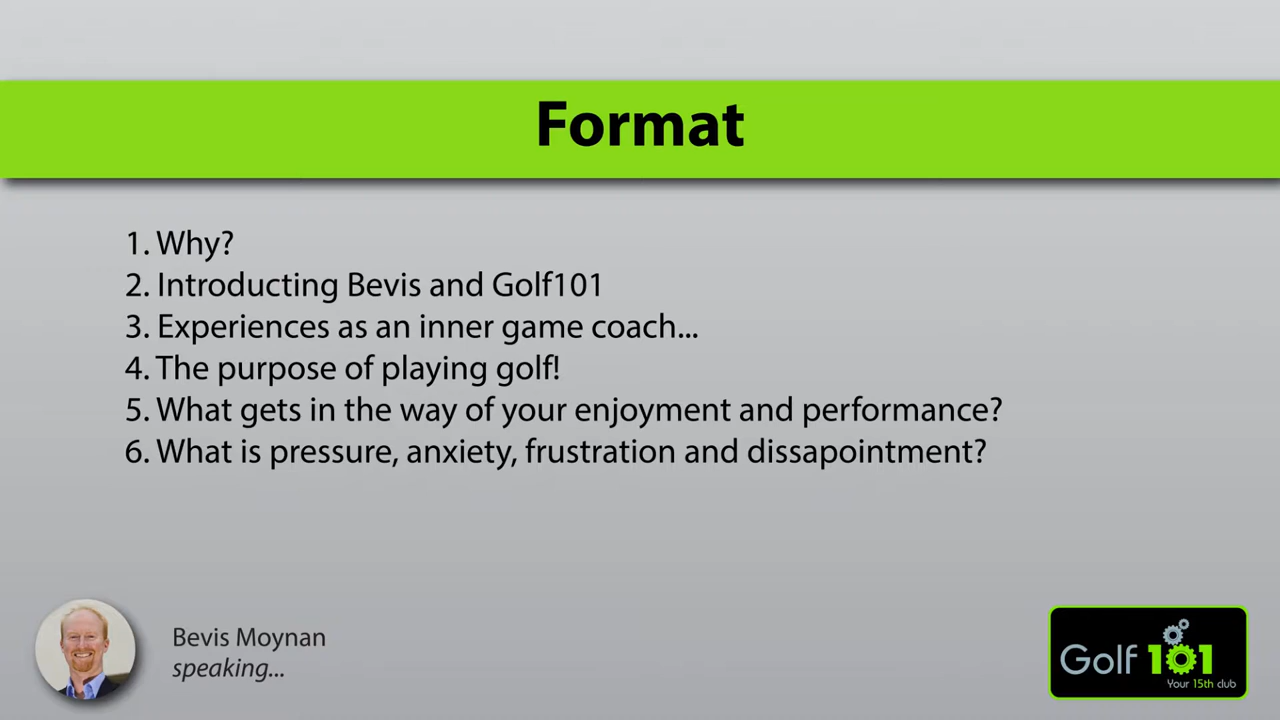 Format
1. Why?
2. Introducting Bevis and Golf101
3. Experiences as an inner game coach...
4. The purpose of playing golf!
5. What gets in the way of your enjoyment and performance?
6. What is pressure, anxiety, frustration and dissapointment?
Bevis Moynan
speaking...
Golf 101
Your 15th club